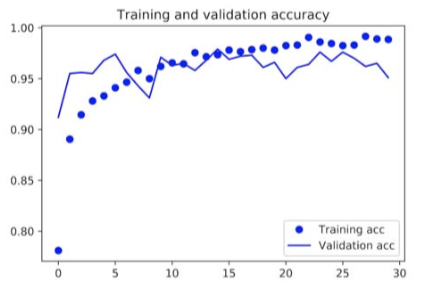 Training and validation accuracy
1.00
0.95
0.90
0.85
0.80
Training acc
Validation acc
0 5 10 15 20 25 30